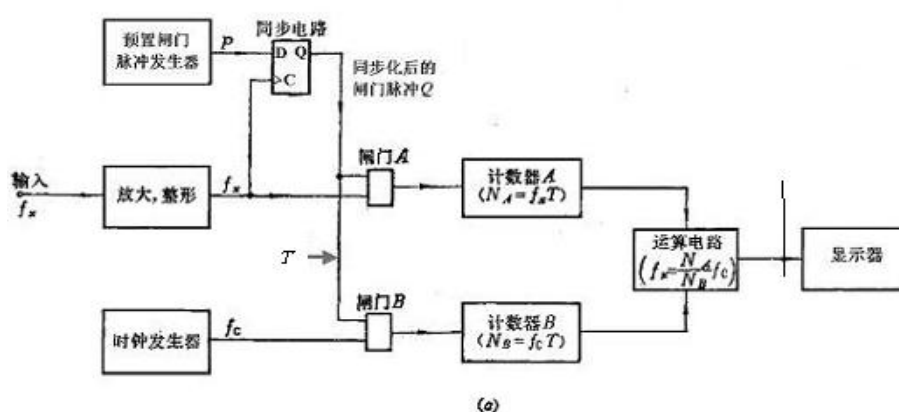 预置闸门
脉冲发生器
P
同步电路
D Q
>C
同步化后的
闸门脉冲Q
输入
fx
放大,整形
fx
闸门A
计数器A
(NA=fxT)
T
运算电路
(fx=NA/NB fC)
显示器
时钟发生器
fC
闸门B
计数器B
(NB=fCT)
(a)